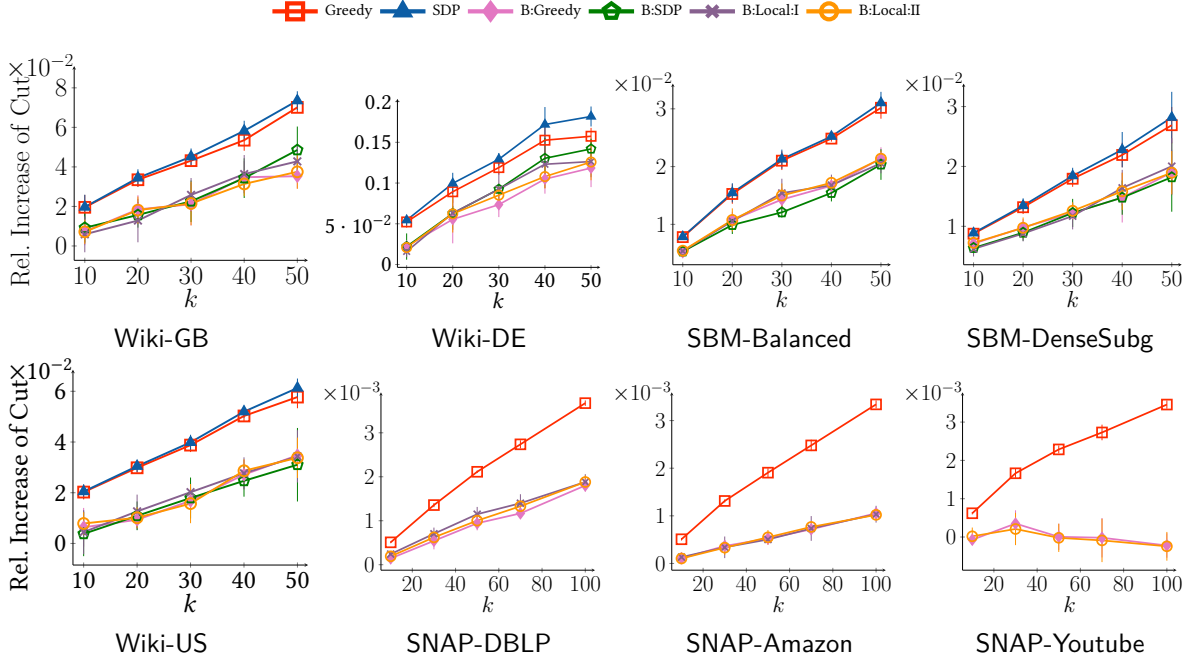 Greedy SDP B:Greedy B:SDP B:Local:I B:Local:II
Rel. Increase of Cut
×10⁻²
8
6
4
2
0
10 20 30 40 50
k
Wiki-GB
0.2
0.15
0.1
5 · 10⁻²
0
10 20 30 40 50
k
Wiki-DE
×10⁻²
3
2
1
10 20 30 40 50
k
SBM-Balanced
×10⁻²
3
2
1
10 20 30 40 50
k
SBM-DenseSubg
Rel. Increase of Cut
×10⁻²
6
4
2
0
10 20 30 40 50
k
Wiki-US
×10⁻³
3
2
1
0
20 40 60 80 100
k
SNAP-DBLP
×10⁻³
3
2
1
0
20 40 60 80 100
k
SNAP-Amazon
×10⁻³
3
2
1
0
20 40 60 80 100
k
SNAP-Youtube